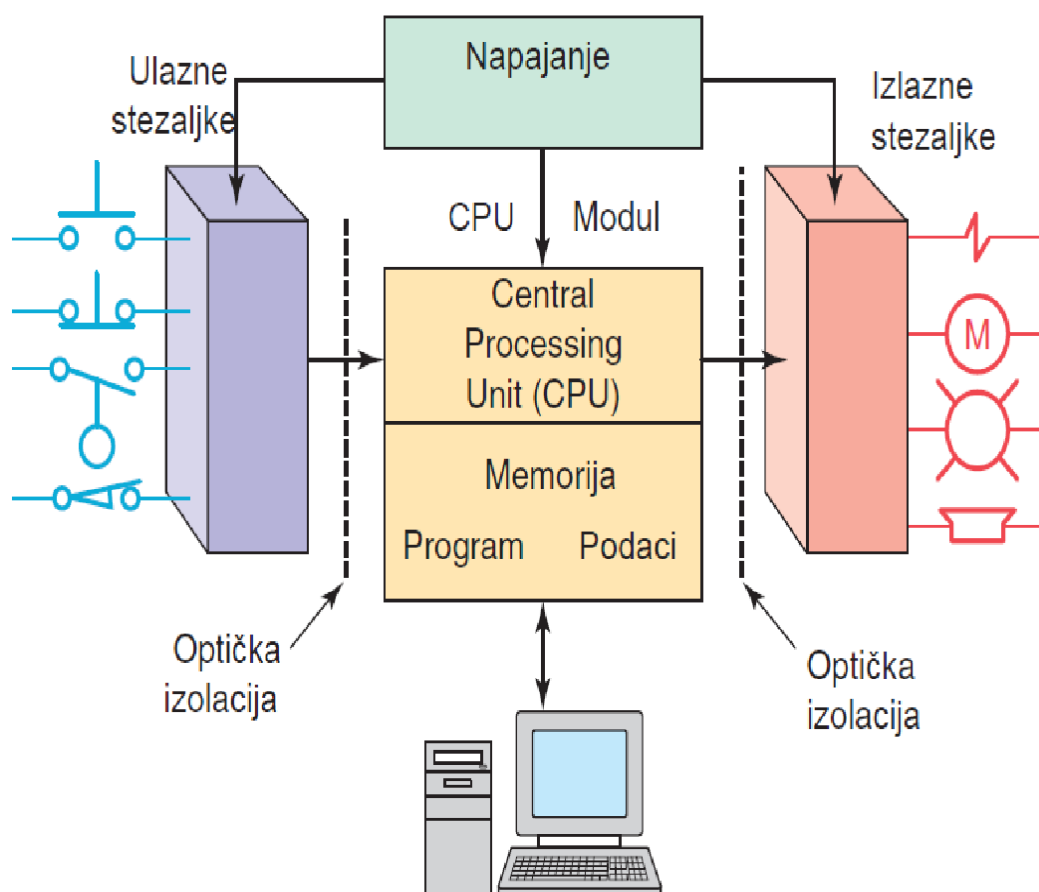 Napajanje
Ulazne
stezaljke
Izlazne
stezaljke
CPU Modul
Central
Processing
Unit (CPU)
M
Memorija
Program Podaci
Optička
izolacija
Optička
izolacija